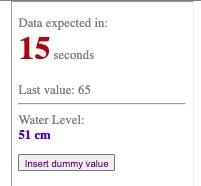 Data expected in:
15 seconds
Last value: 65
Water Level:
51 cm
Insert dummy value